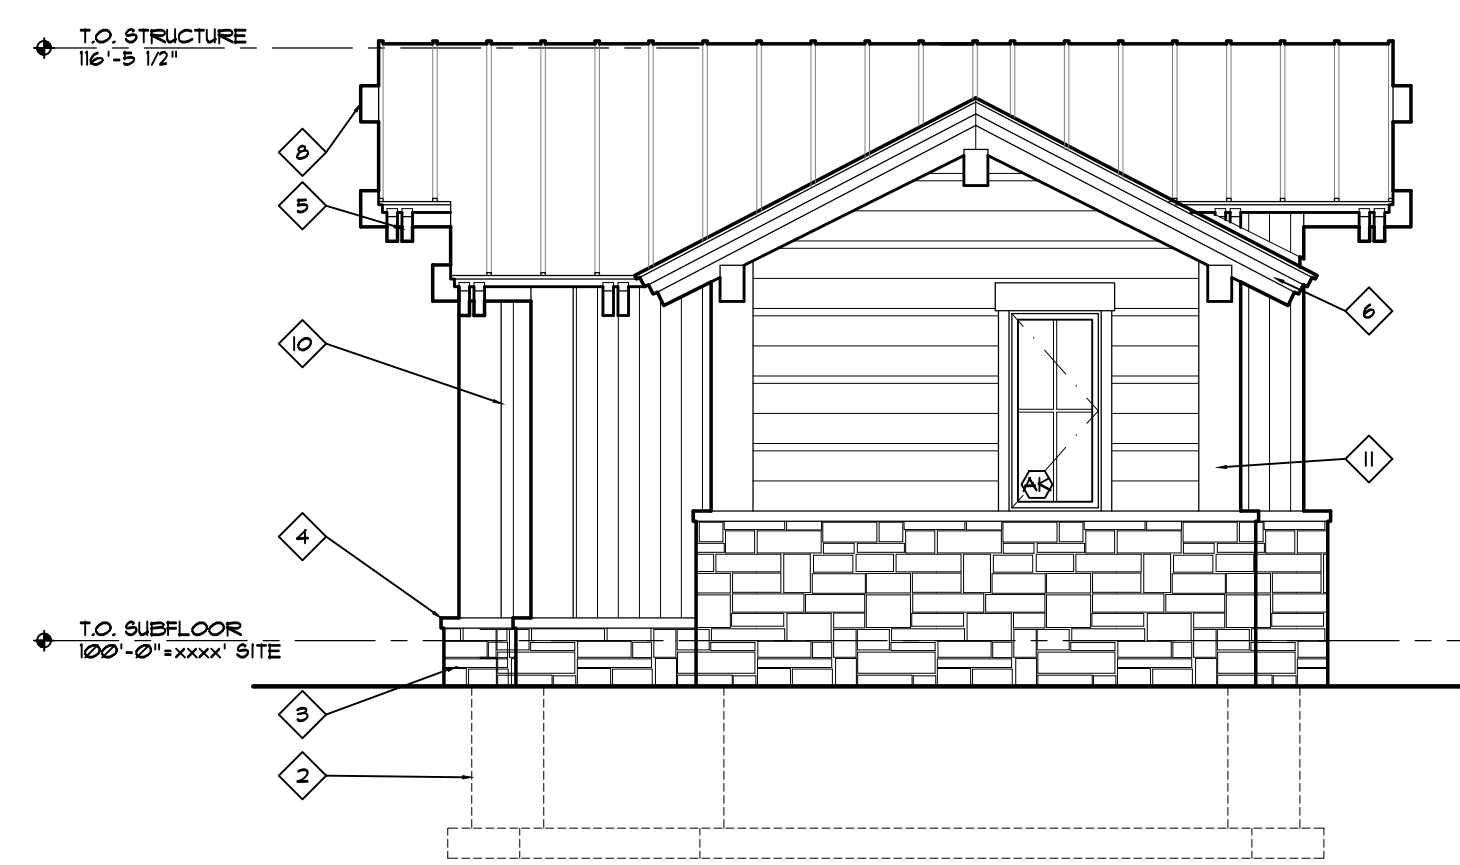 T.O. STRUCTURE
116'-5 1/2"
8
5
6
10
11
AK
4
T.O. SUBFLOOR
100'-0"=xxxx' SITE
3
2